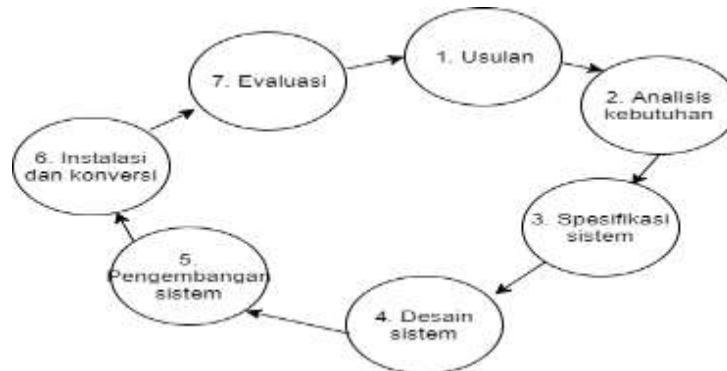 1. Usulan
2. Analisis
kebutuhan
3. Spesifikasi
sistem
4. Desain
sistem
5.
Pengembangan
sistem
6. Instalasi
dan konversi
7. Evaluasi